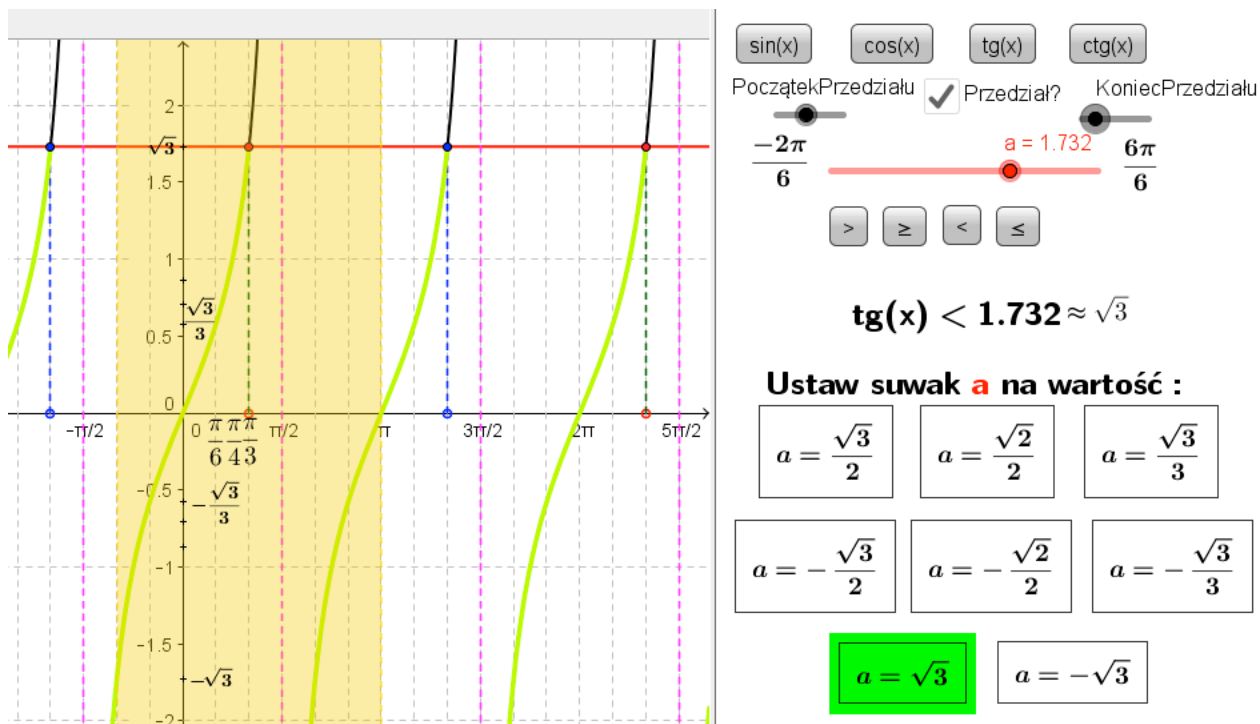 sin(x) cos(x) tg(x) ctg(x)
PoczątekPrzedziału Przedział? KoniecPrzedziału
−2π/6 a = 1.732 6π/6
> ≥ < ≤
tg(x) < 1.732 ≈ √3
Ustaw suwak a na wartość :
a = √3/2 a = √2/2 a = √3/3
a = −√3/2 a = −√2/2 a = −√3/3
a = √3 a = −√3
2
√3
1.5
1
√3/3
0.5
0
-π/2 0 π/6 π/4 π/3 π/2 π 3π/2 2π 5π/2
-0.5
−√3/3
-1
-1.5
−√3
-2